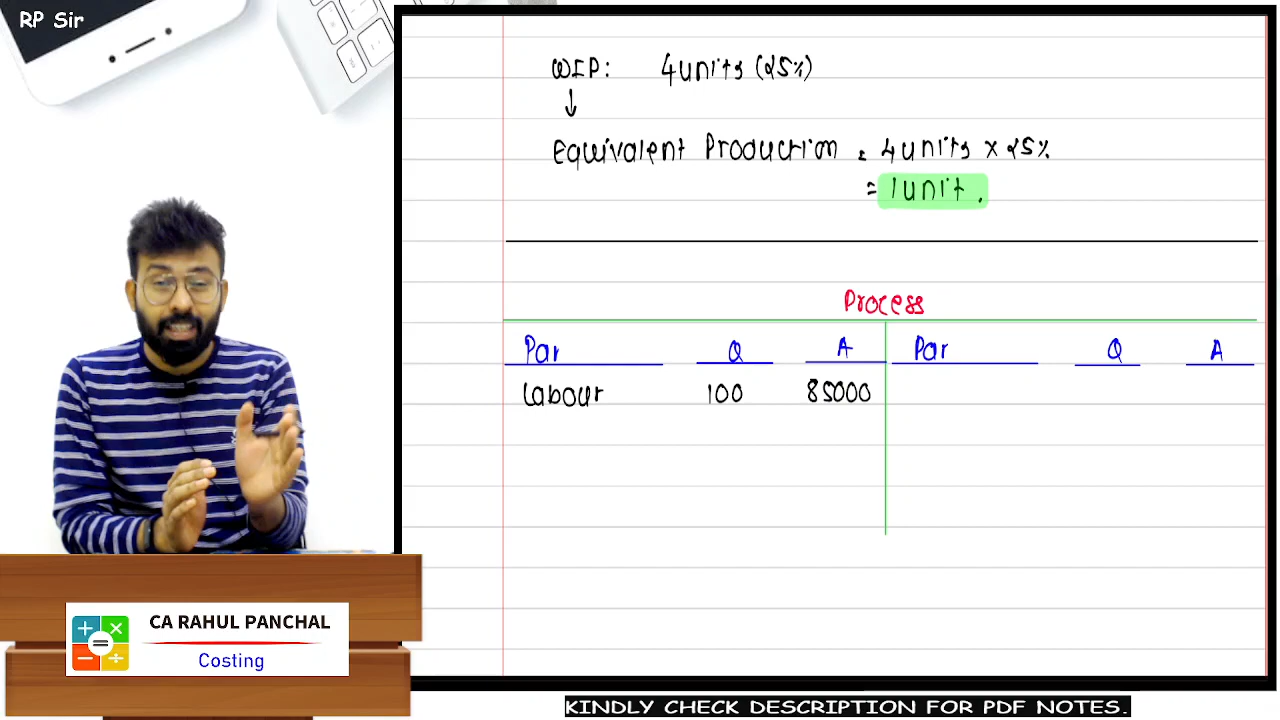 RP Sir
WIP: 4units (25%)
↓
Equivalent Production = 4units x 25%
= 1unit.
Process
Par Q A Par Q A
Labour 100 85000
CA RAHUL PANCHAL
Costing
KINDLY CHECK DESCRIPTION FOR PDF NOTES.